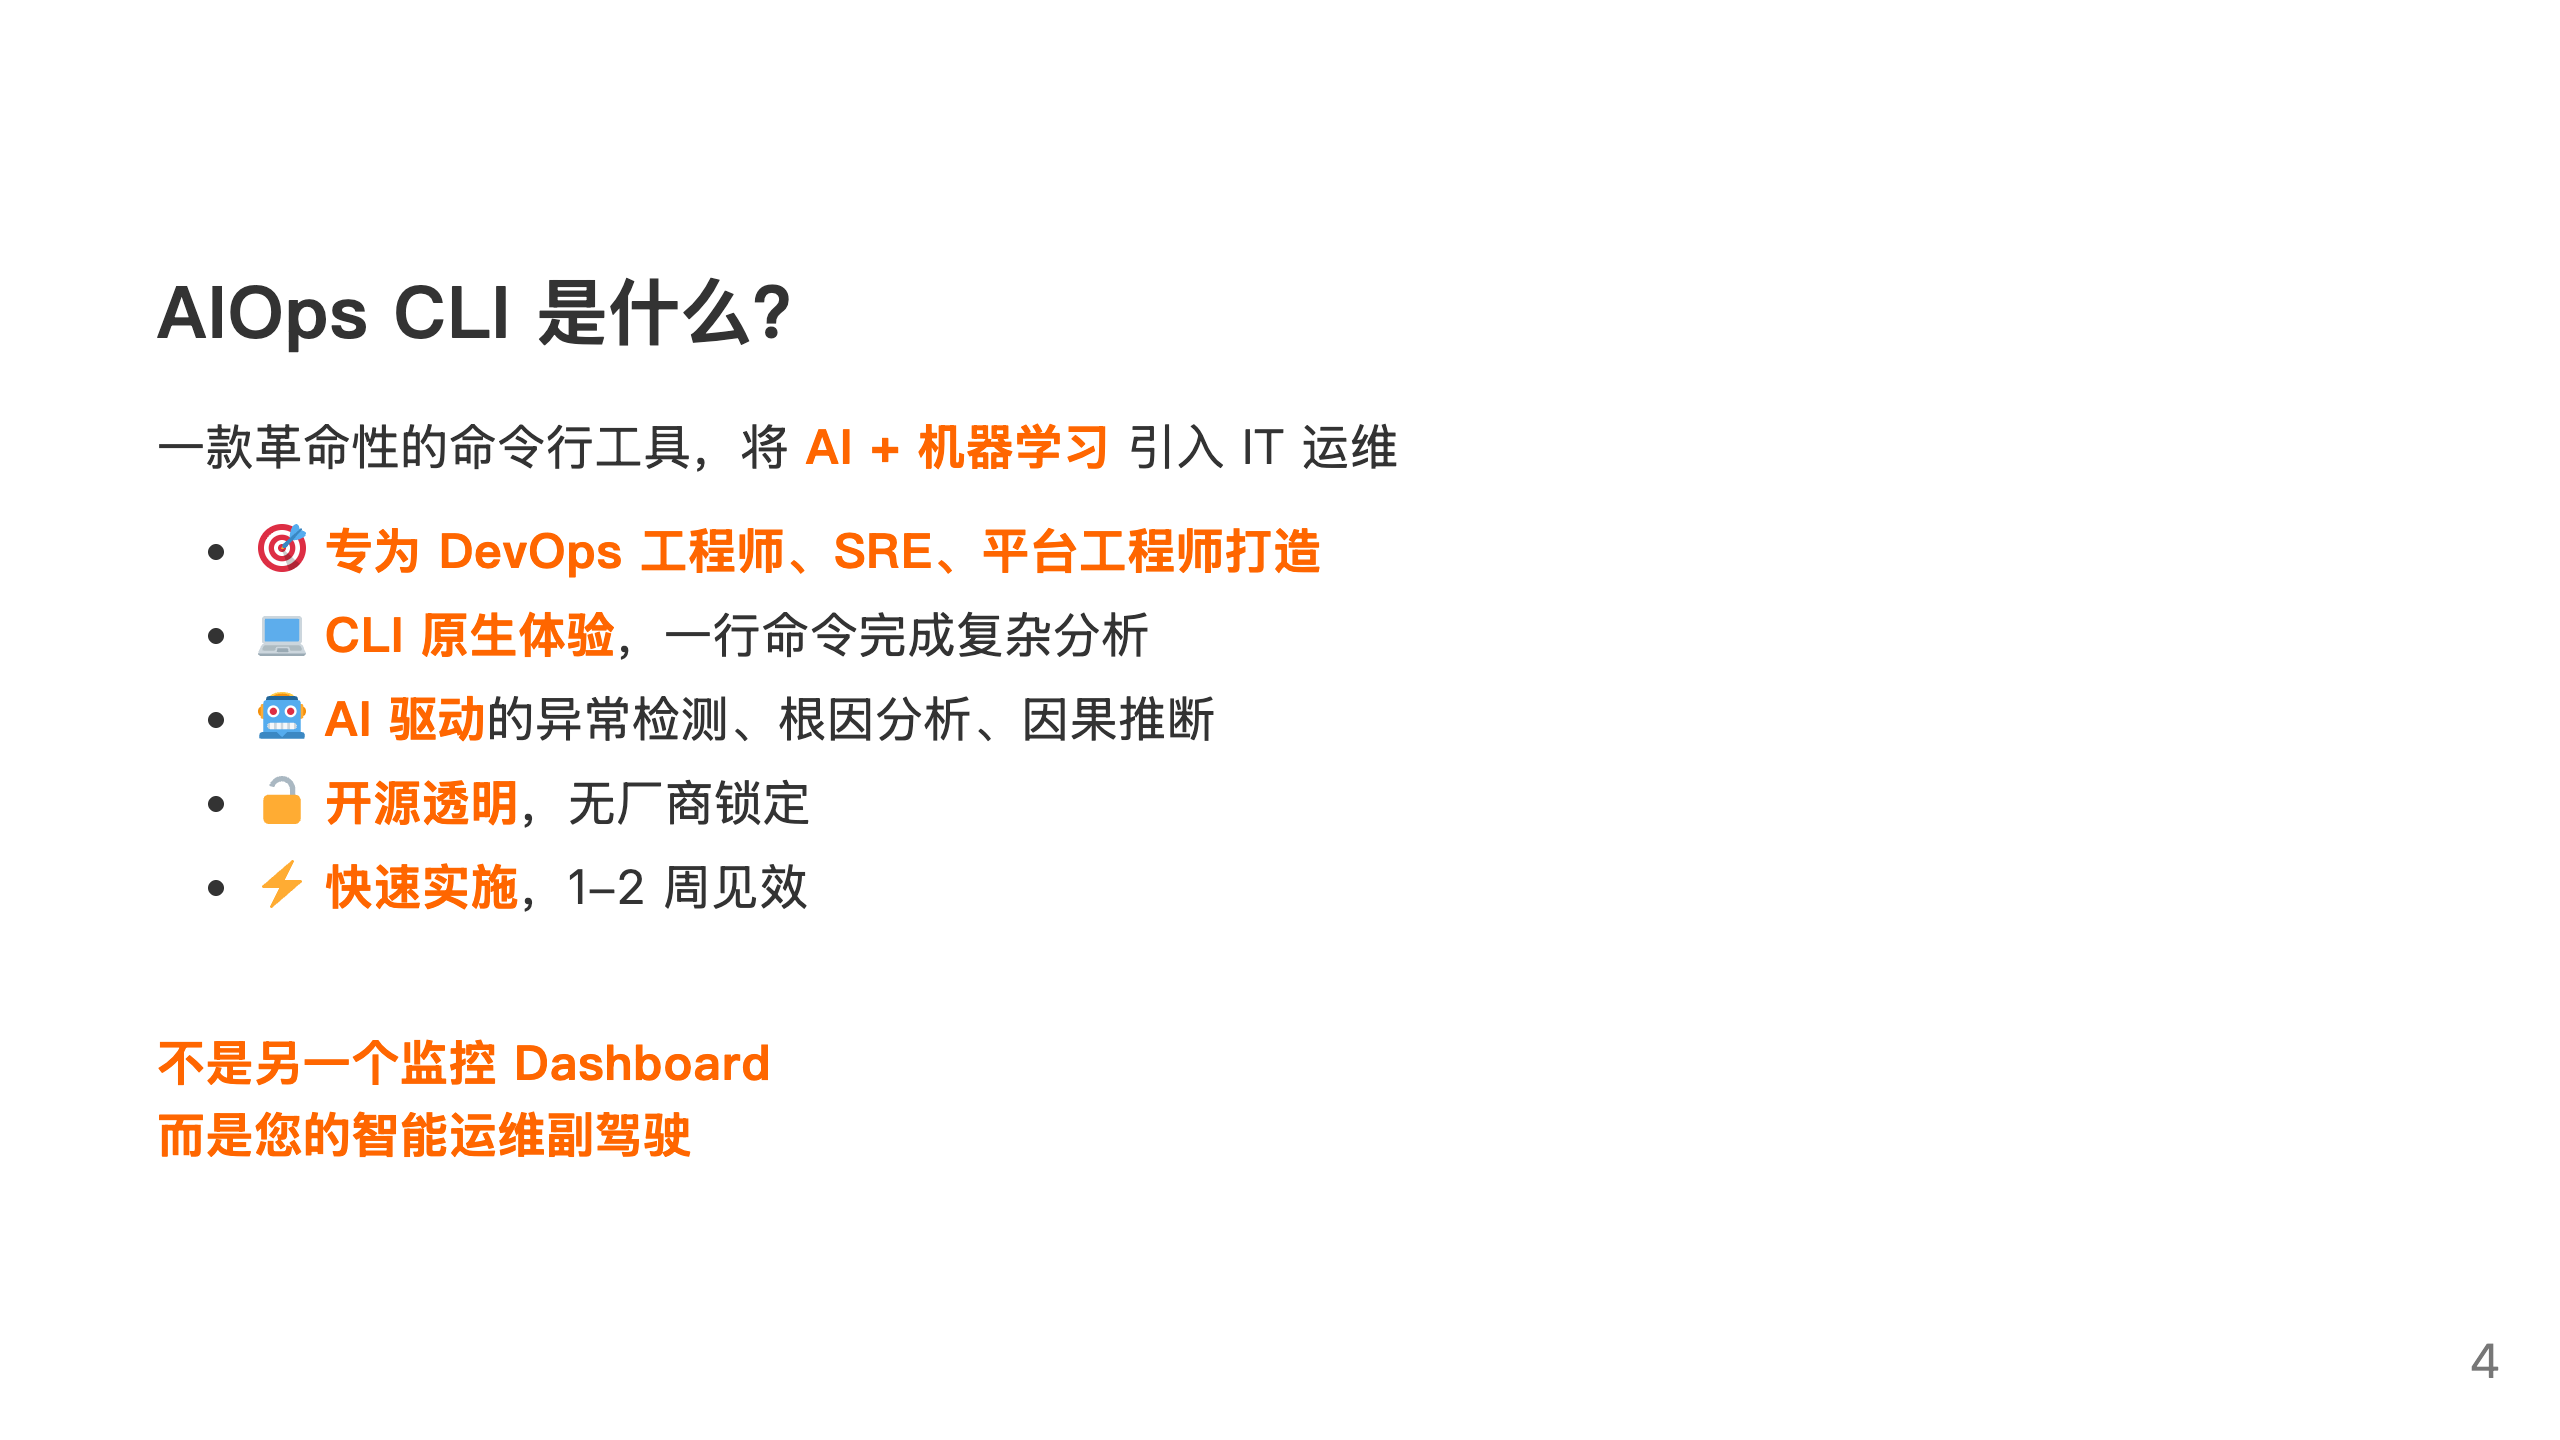 AIOps CLI 是什么?
一款革命性的命令行工具，将 AI + 机器学习 引入 IT 运维
• 🎯 专为 DevOps 工程师、SRE、平台工程师打造
• 💻 CLI 原生体验，一行命令完成复杂分析
• 🤖 AI 驱动的异常检测、根因分析、因果推断
• 🔓 开源透明，无厂商锁定
• ⚡ 快速实施，1–2 周见效
不是另一个监控 Dashboard
而是您的智能运维副驾驶
4